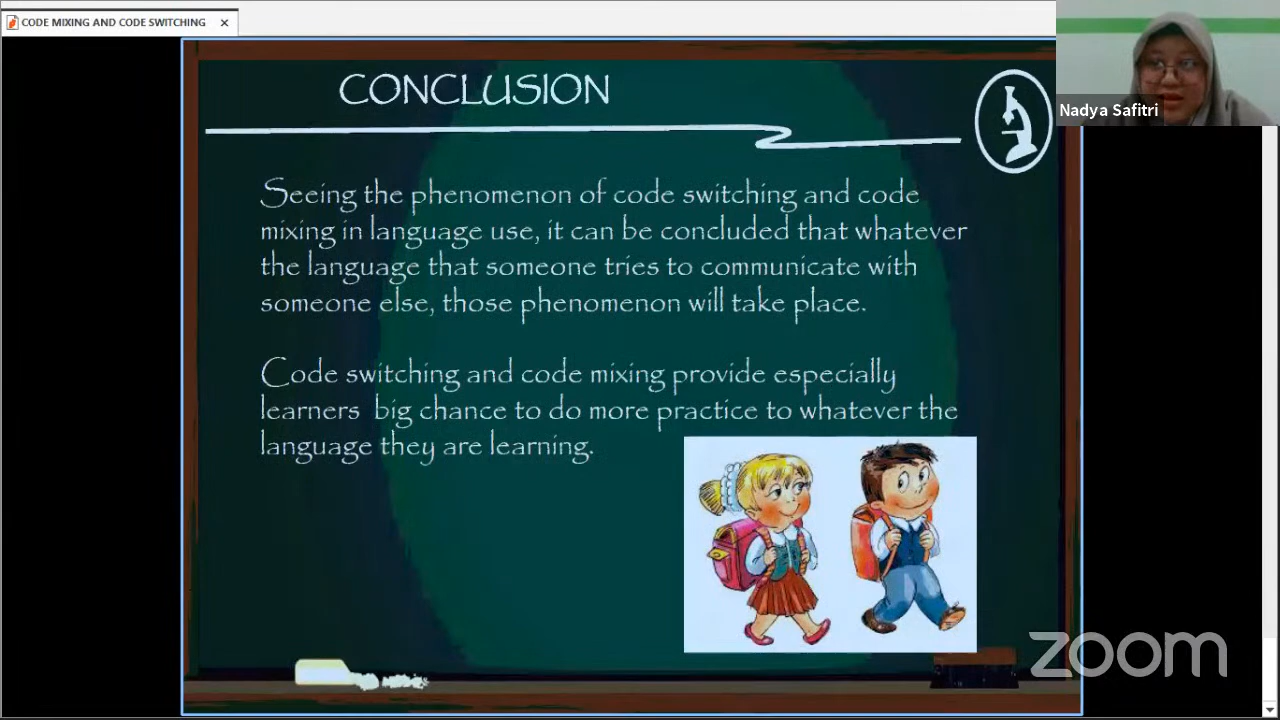 CODE MIXING AND CODE SWITCHING
CONCLUSION
Nadya Safitri
Seeing the phenomenon of code switching and code
mixing in language use, it can be concluded that whatever
the language that someone tries to communicate with
someone else, those phenomenon will take place.
Code switching and code mixing provide especially
learners big chance to do more practice to whatever the
language they are learning.
zoom